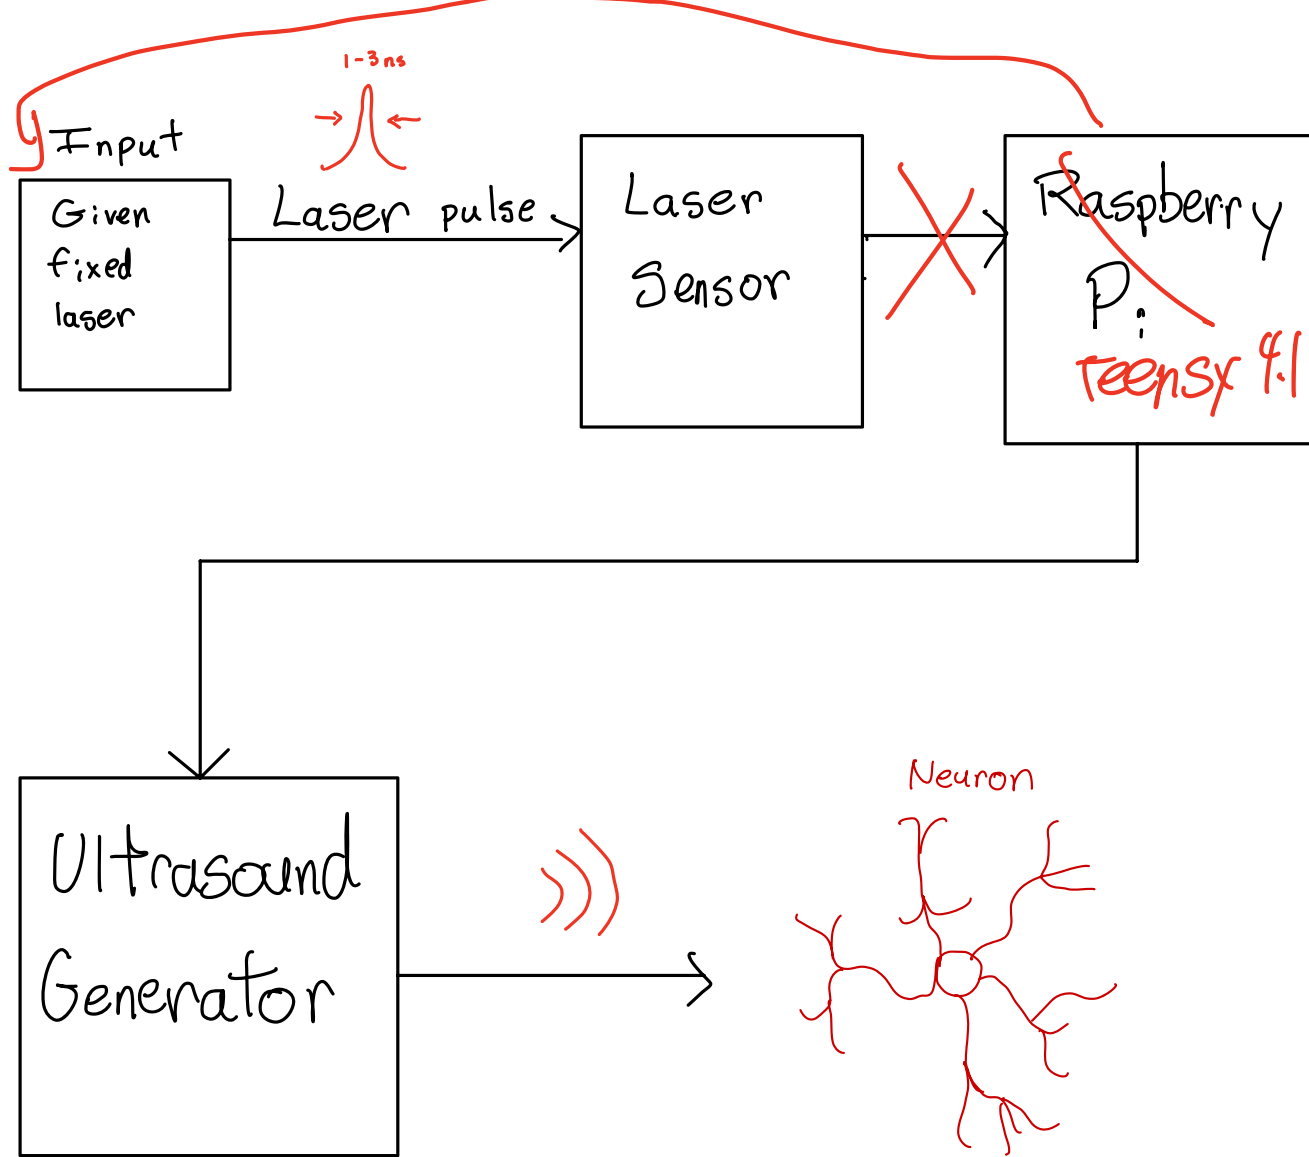 1-3ns
Input
Given
fixed
laser
Laser pulse
Laser
Sensor
Raspberry
Pi
Teensy 4.1
Ultrasound
Generator
Neuron